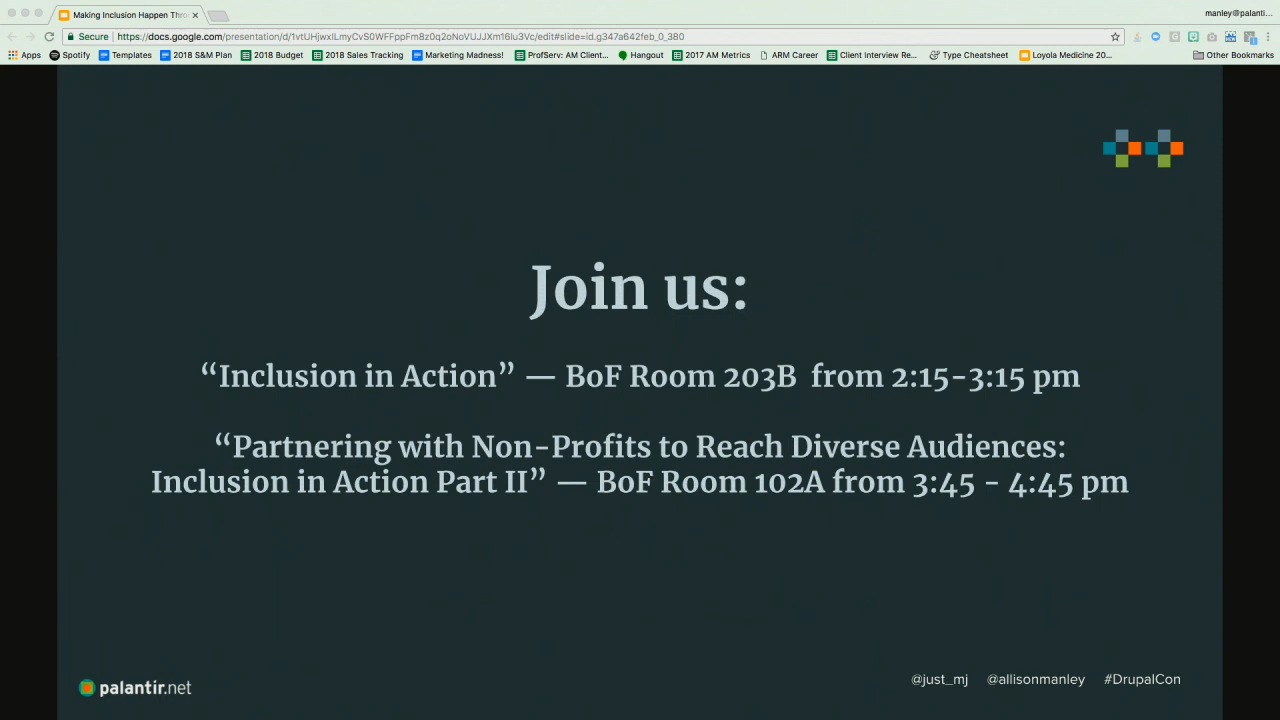 Making Inclusion Happen Thro
manley@palanti...
Secure
https://docs.google.com/presentation/d/1vtUHjwxILmyCvS0WFFppFm8z0q2oNoVUJJXm16Iu3Vc/edit#slide=id.g347a642feb_0_380
Apps Spotify Templates 2018 S&M Plan 2018 Budget 2018 Sales Tracking Marketing Madness! ProfServ: AM Client... Hangout 2017 AM Metrics ARM Career Client Interview Re... Type Cheatsheet Loyola Medicine 20... Other Bookmarks
Join us:
“Inclusion in Action” — BoF Room 203B from 2:15-3:15 pm
“Partnering with Non-Profits to Reach Diverse Audiences:
Inclusion in Action Part II” — BoF Room 102A from 3:45 - 4:45 pm
palantir.net
@just_mj @allisonmanley #DrupalCon